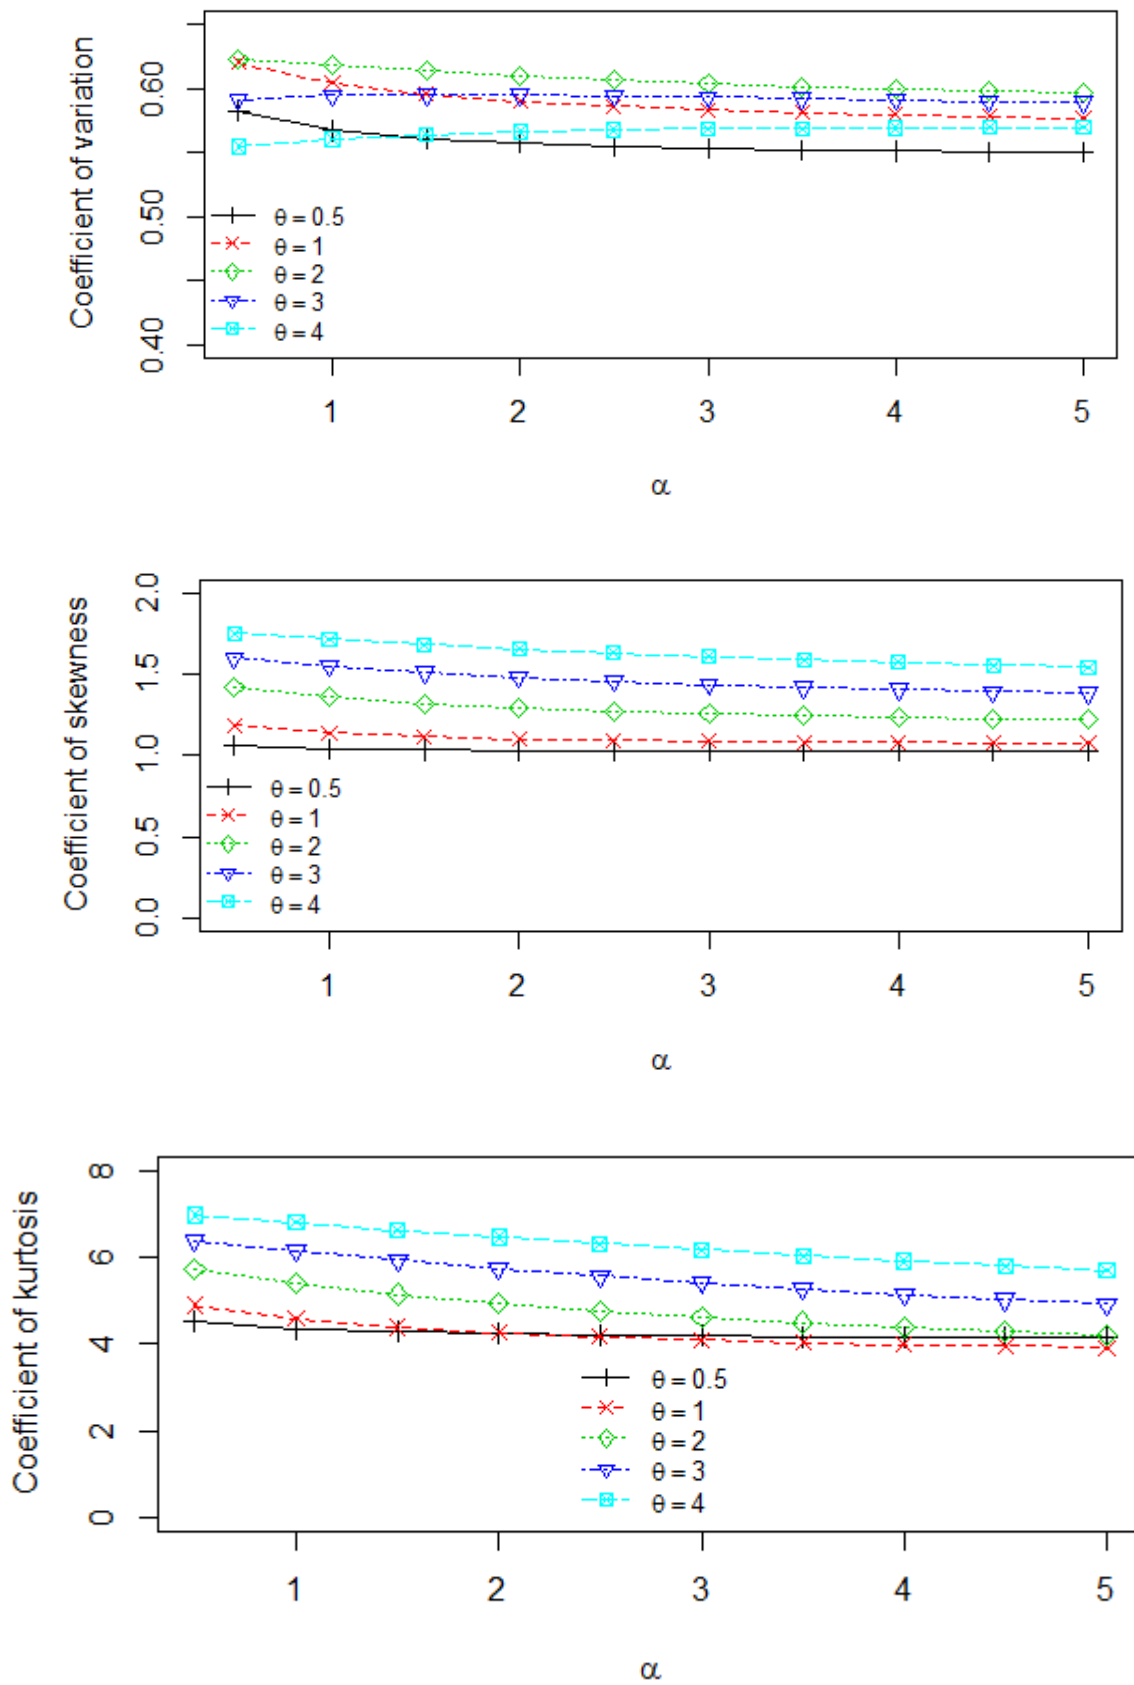 Coefficient of variation
0.60
0.50
0.40
θ = 0.5
θ = 1
θ = 2
θ = 3
θ = 4
1 2 3 4 5
α
Coefficient of skewness
2.0
1.5
1.0
0.5
0.0
θ = 0.5
θ = 1
θ = 2
θ = 3
θ = 4
1 2 3 4 5
α
Coefficient of kurtosis
8
6
4
2
0
θ = 0.5
θ = 1
θ = 2
θ = 3
θ = 4
1 2 3 4 5
α